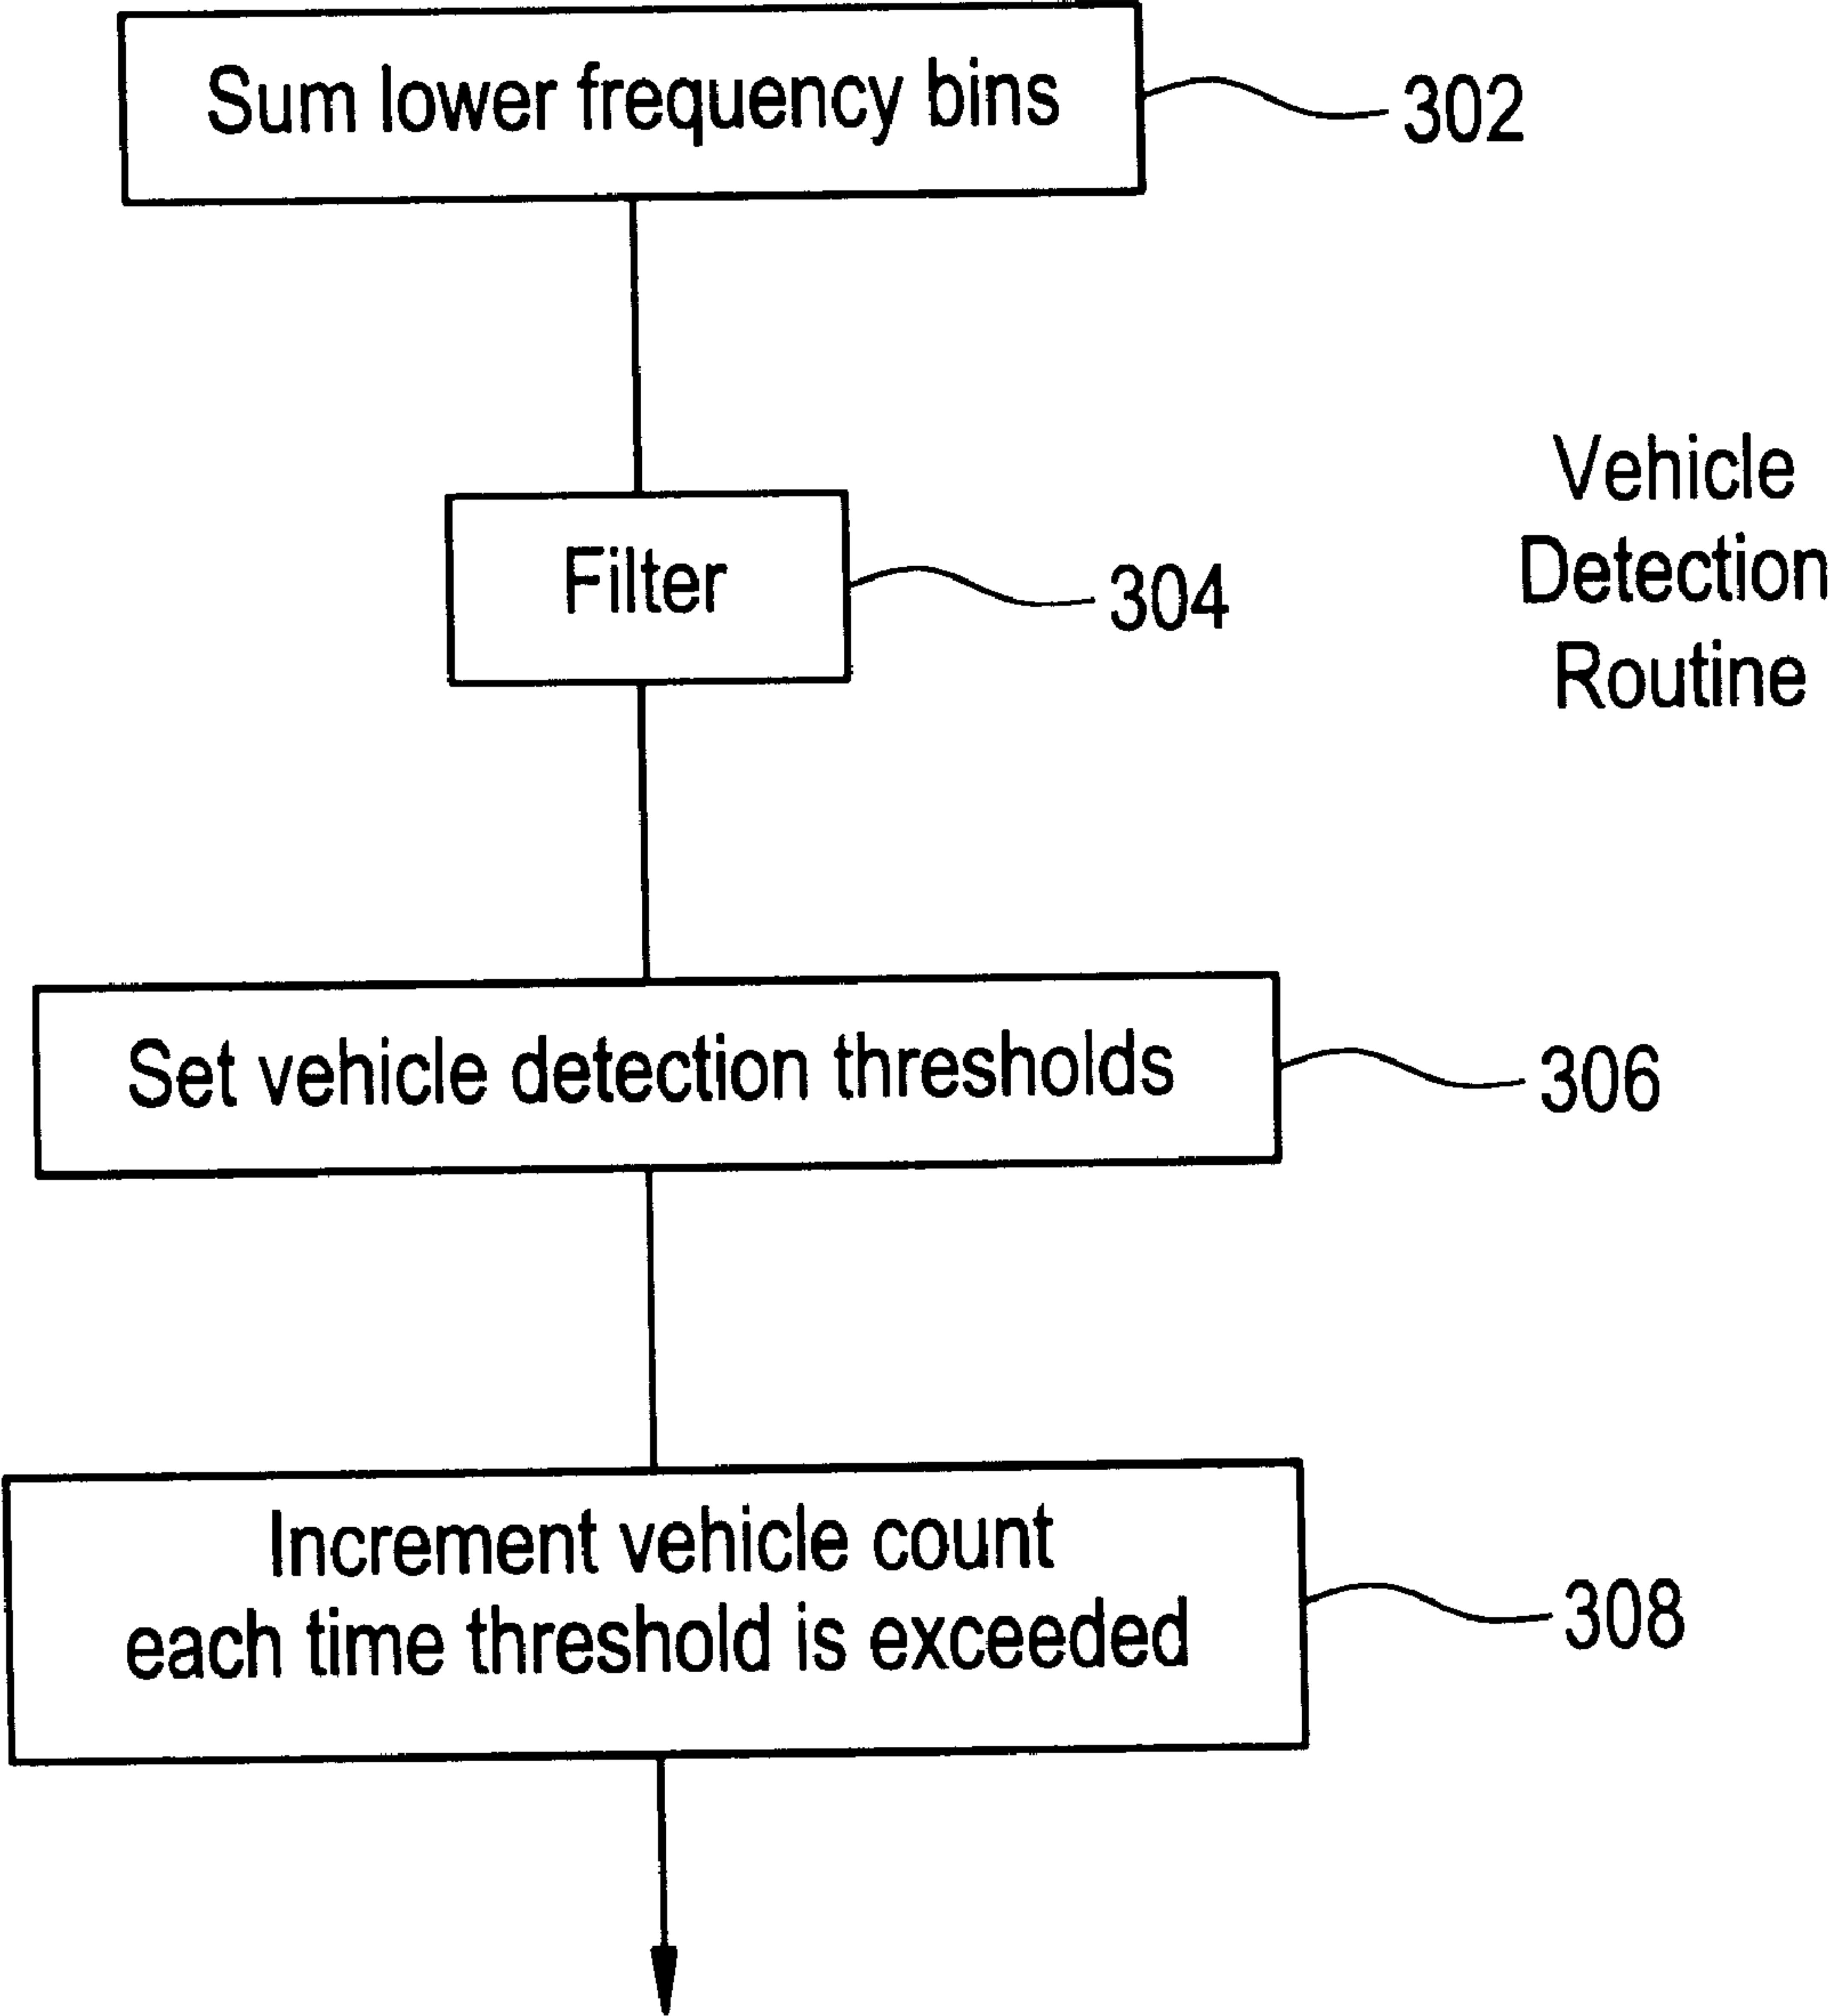 Sum lower frequency bins
302
Filter
304
Vehicle
Detection
Routine
Set vehicle detection thresholds
306
Increment vehicle count
each time threshold is exceeded
308